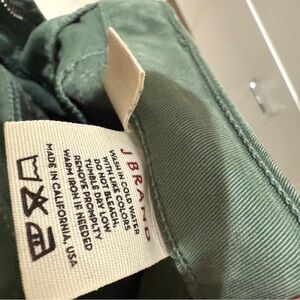 J BRAND
WASH IN COLD WATER
WITH LIKE COLORS
DO NOT BLEACH.
TUMBLE DRY LOW
REMOVE PROMPTLY
WARM IRON IF NEEDED
MADE IN CALIFORNIA, USA